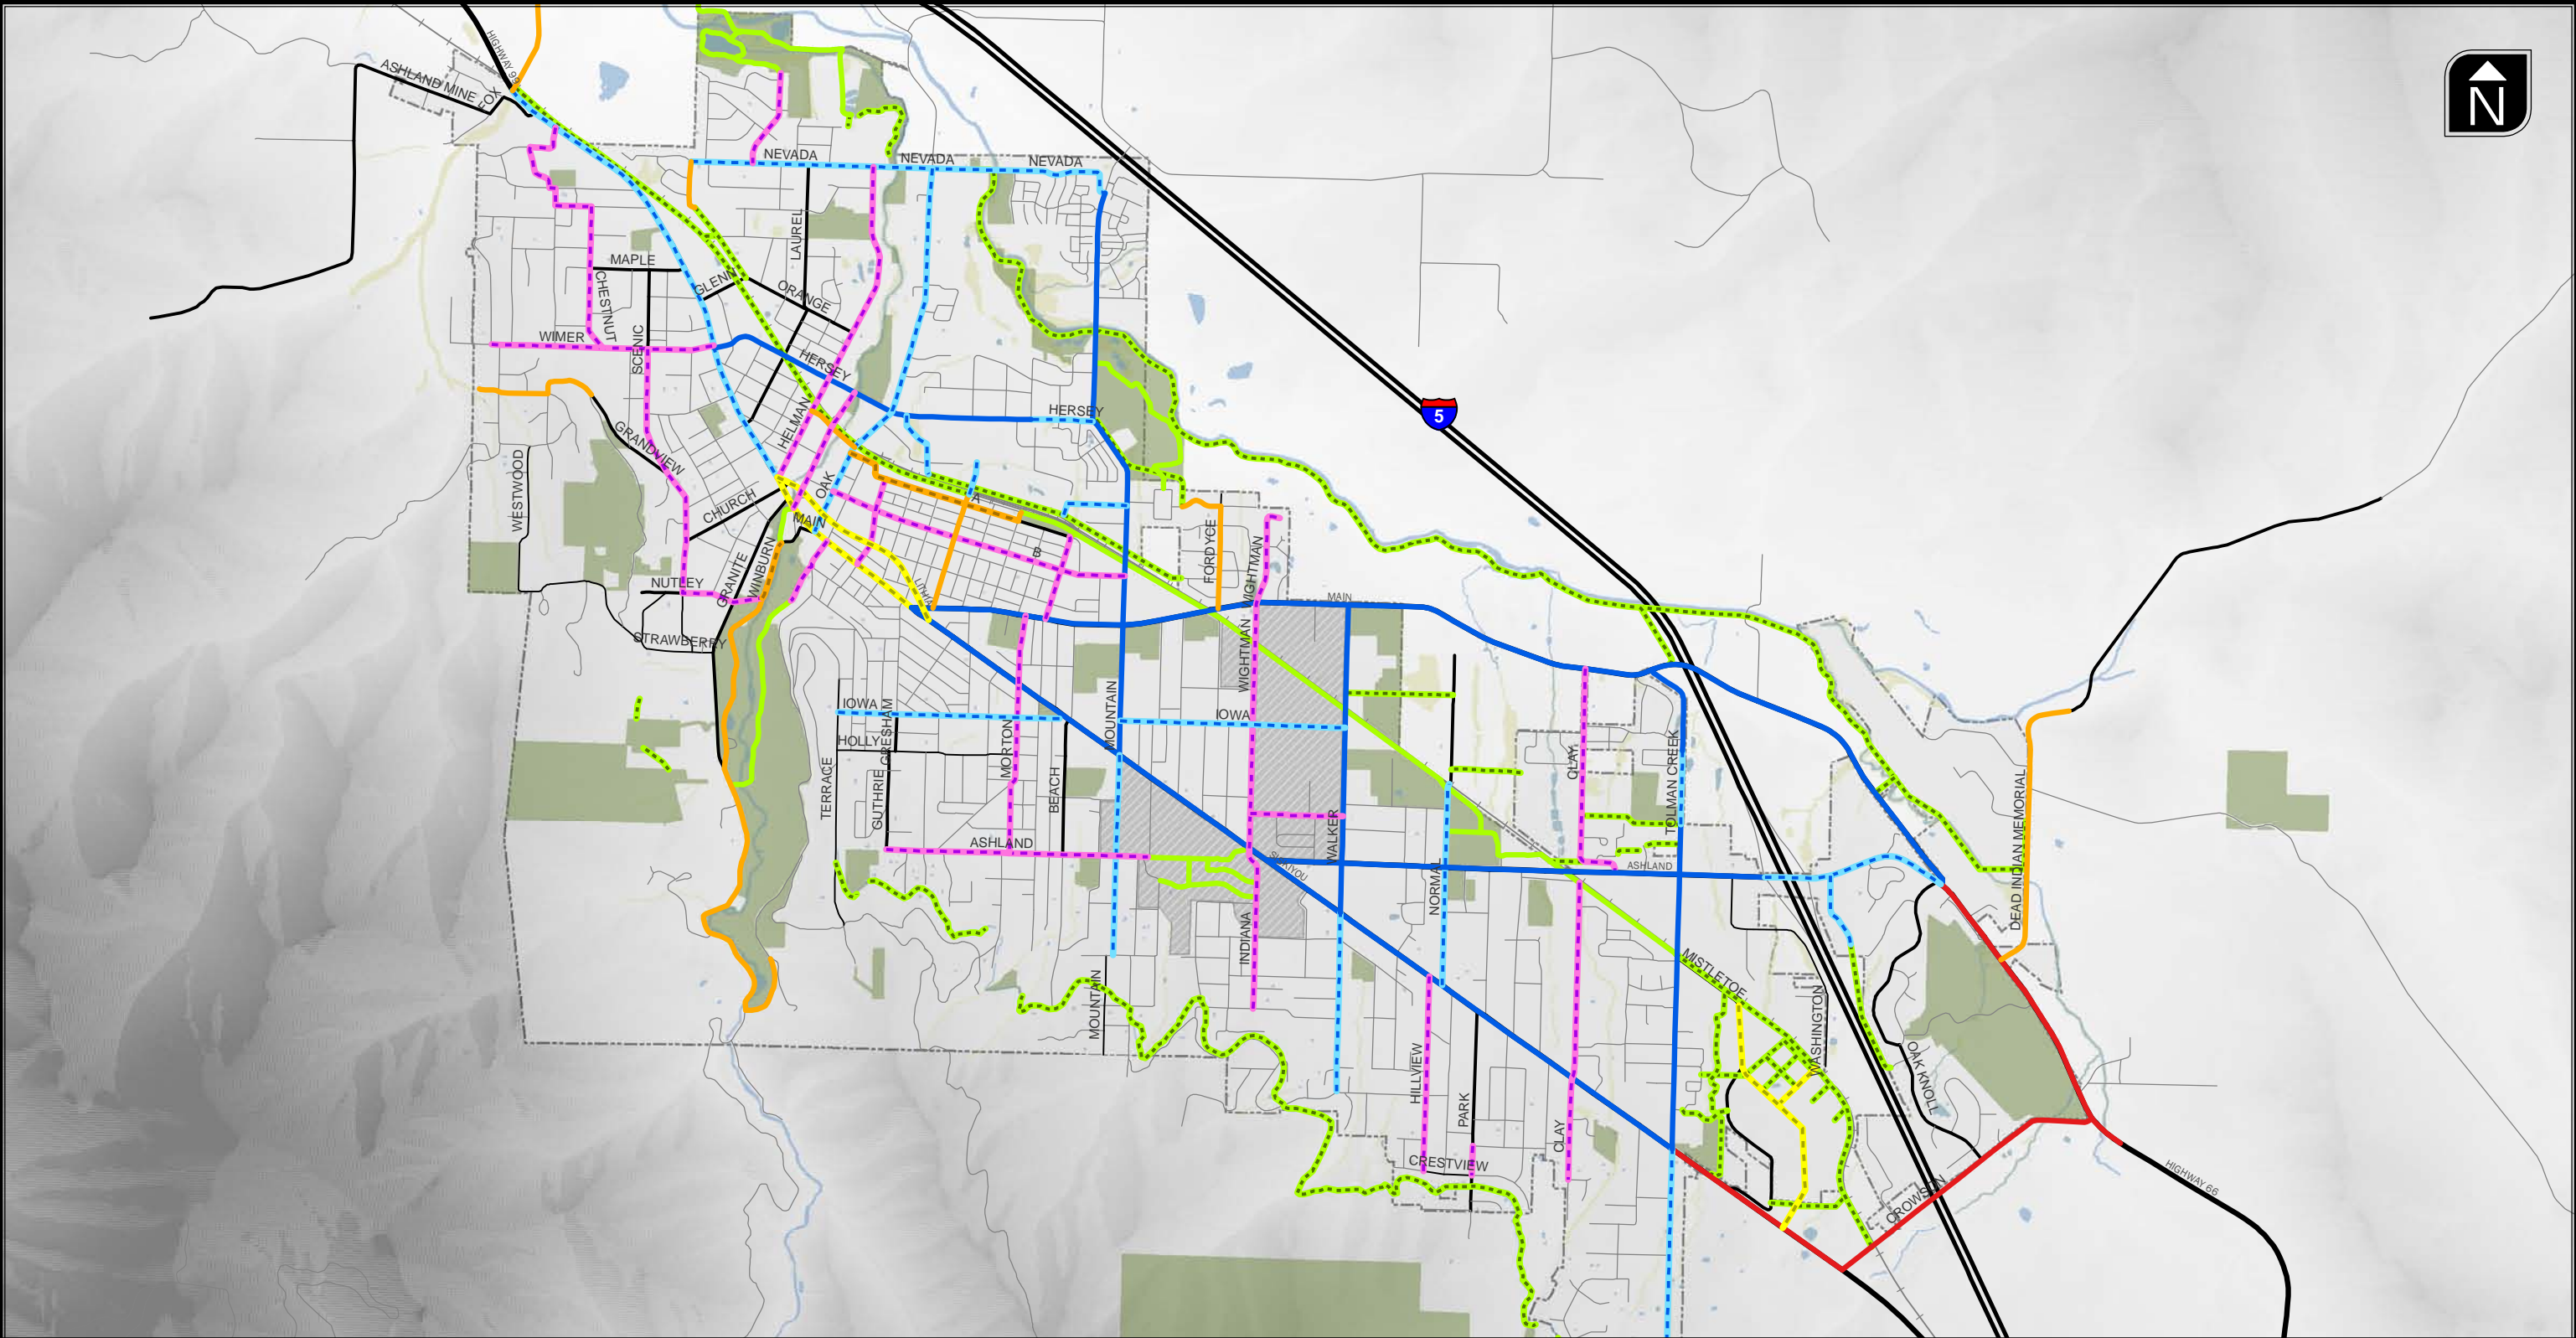 HIGHWAY 99
ASHLAND MINE
FOX
N
NEVADA
NEVADA
NEVADA
LAUREL
MAPLE
CHESTNUT
GLENN
ORANGE
WIMER
SCENIC
HERSEY
5
HERSEY
HELMAN
GRANDVIEW
WESTWOOD
OAK
CHURCH
A
MAIN
FORDYCE
B
WIGHTMAN
GRANITE
WINBURN
NUTLEY
LITHIA
MAIN
STRAWBERRY
WIGHTMAN
IOWA
GRESHAM
MOUNTAIN
IOWA
HOLLY
MORTON
CLAY
TOLMAN CREEK
TERRACE
GUTHRIE
BEACH
DEAD INDIAN MEMORIAL
ASHLAND
WALKER
SISKIYOU
NORMAL
ASHLAND
INDIANA
MISTLETOE
MOUNTAIN
WASHINGTON
HILLVIEW
OAK KNOLL
PARK
CLAY
CRESTVIEW
CROWSON
HIGHWAY 66